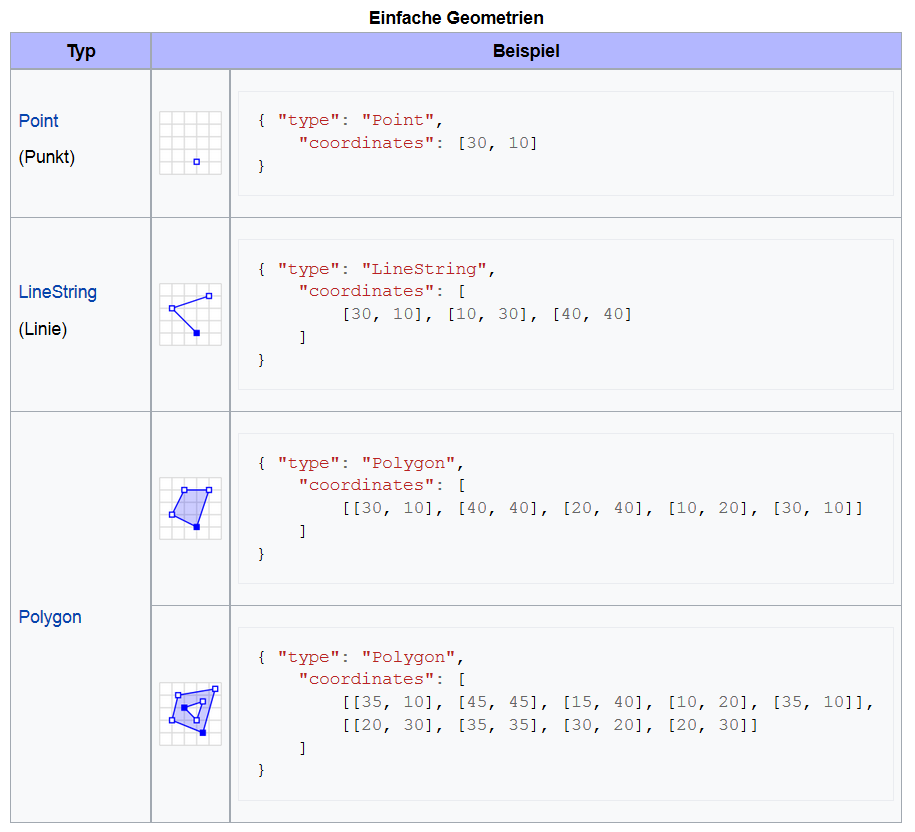 Einfache Geometrien
Typ Beispiel
Point
(Punkt)
{ "type": "Point",
    "coordinates": [30, 10]
}
LineString
(Linie)
{ "type": "LineString",
    "coordinates": [
        [30, 10], [10, 30], [40, 40]
    ]
}
Polygon
{ "type": "Polygon",
    "coordinates": [
        [[30, 10], [40, 40], [20, 40], [10, 20], [30, 10]]
    ]
}
{ "type": "Polygon",
    "coordinates": [
        [[35, 10], [45, 45], [15, 40], [10, 20], [35, 10]],
        [[20, 30], [35, 35], [30, 20], [20, 30]]
    ]
}